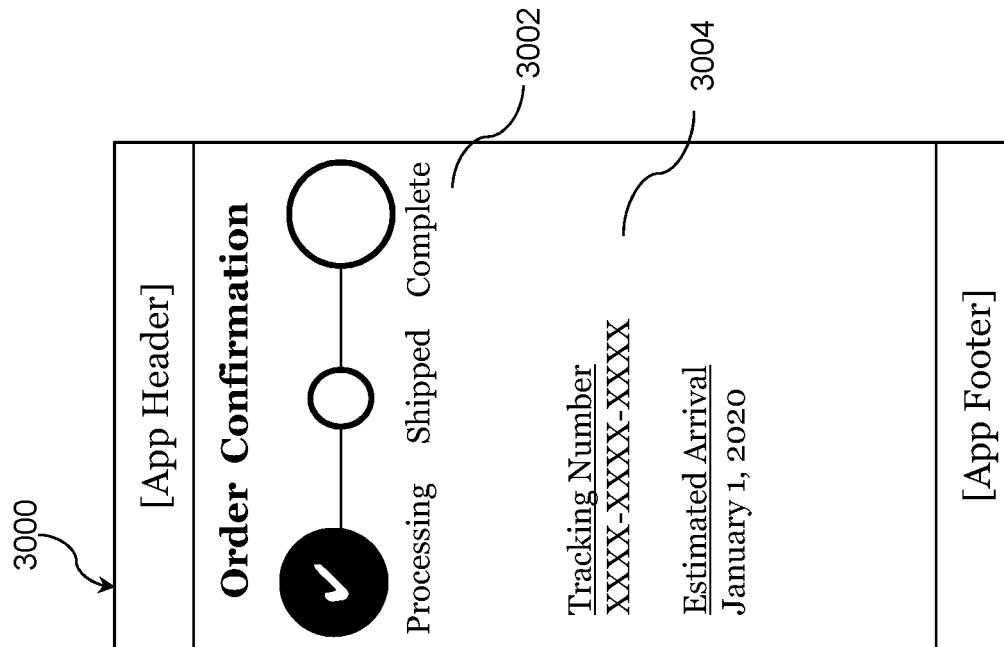 3000
[App Header]
Order Confirmation
Processing Shipped Complete
3002
Tracking Number
XXXX-XXXX-XXXX
3004
Estimated Arrival
January 1, 2020
[App Footer]